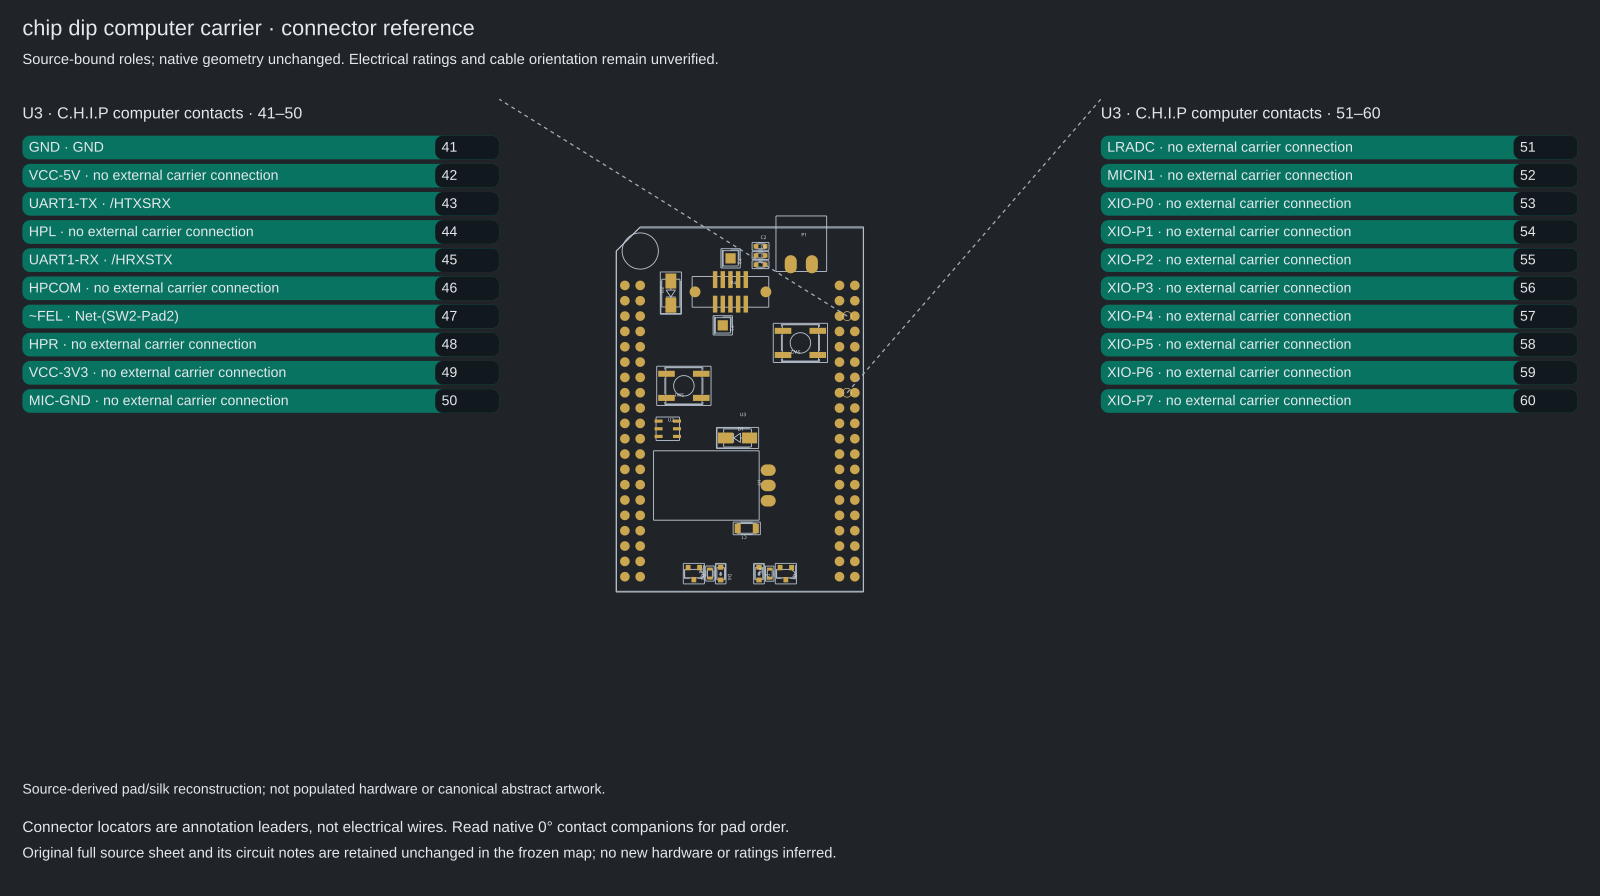 chip dip computer carrier · connector reference
Source-bound roles; native geometry unchanged. Electrical ratings and cable orientation remain unverified.
U3 · C.H.I.P computer contacts · 41–50
GND · GND 41
VCC-5V · no external carrier connection 42
UART1-TX · /HTXSRX 43
HPL · no external carrier connection 44
UART1-RX · /HRXSTX 45
HPCOM · no external carrier connection 46
~FEL · Net-(SW2-Pad2) 47
HPR · no external carrier connection 48
VCC-3V3 · no external carrier connection 49
MIC-GND · no external carrier connection 50
U3 · C.H.I.P computer contacts · 51–60
LRADC · no external carrier connection 51
MICIN1 · no external carrier connection 52
XIO-P0 · no external carrier connection 53
XIO-P1 · no external carrier connection 54
XIO-P2 · no external carrier connection 55
XIO-P3 · no external carrier connection 56
XIO-P4 · no external carrier connection 57
XIO-P5 · no external carrier connection 58
XIO-P6 · no external carrier connection 59
XIO-P7 · no external carrier connection 60
C2
P1
U3
Source-derived pad/silk reconstruction; not populated hardware or canonical abstract artwork.
Connector locators are annotation leaders, not electrical wires. Read native 0° contact companions for pad order.
Original full source sheet and its circuit notes are retained unchanged in the frozen map; no new hardware or ratings inferred.